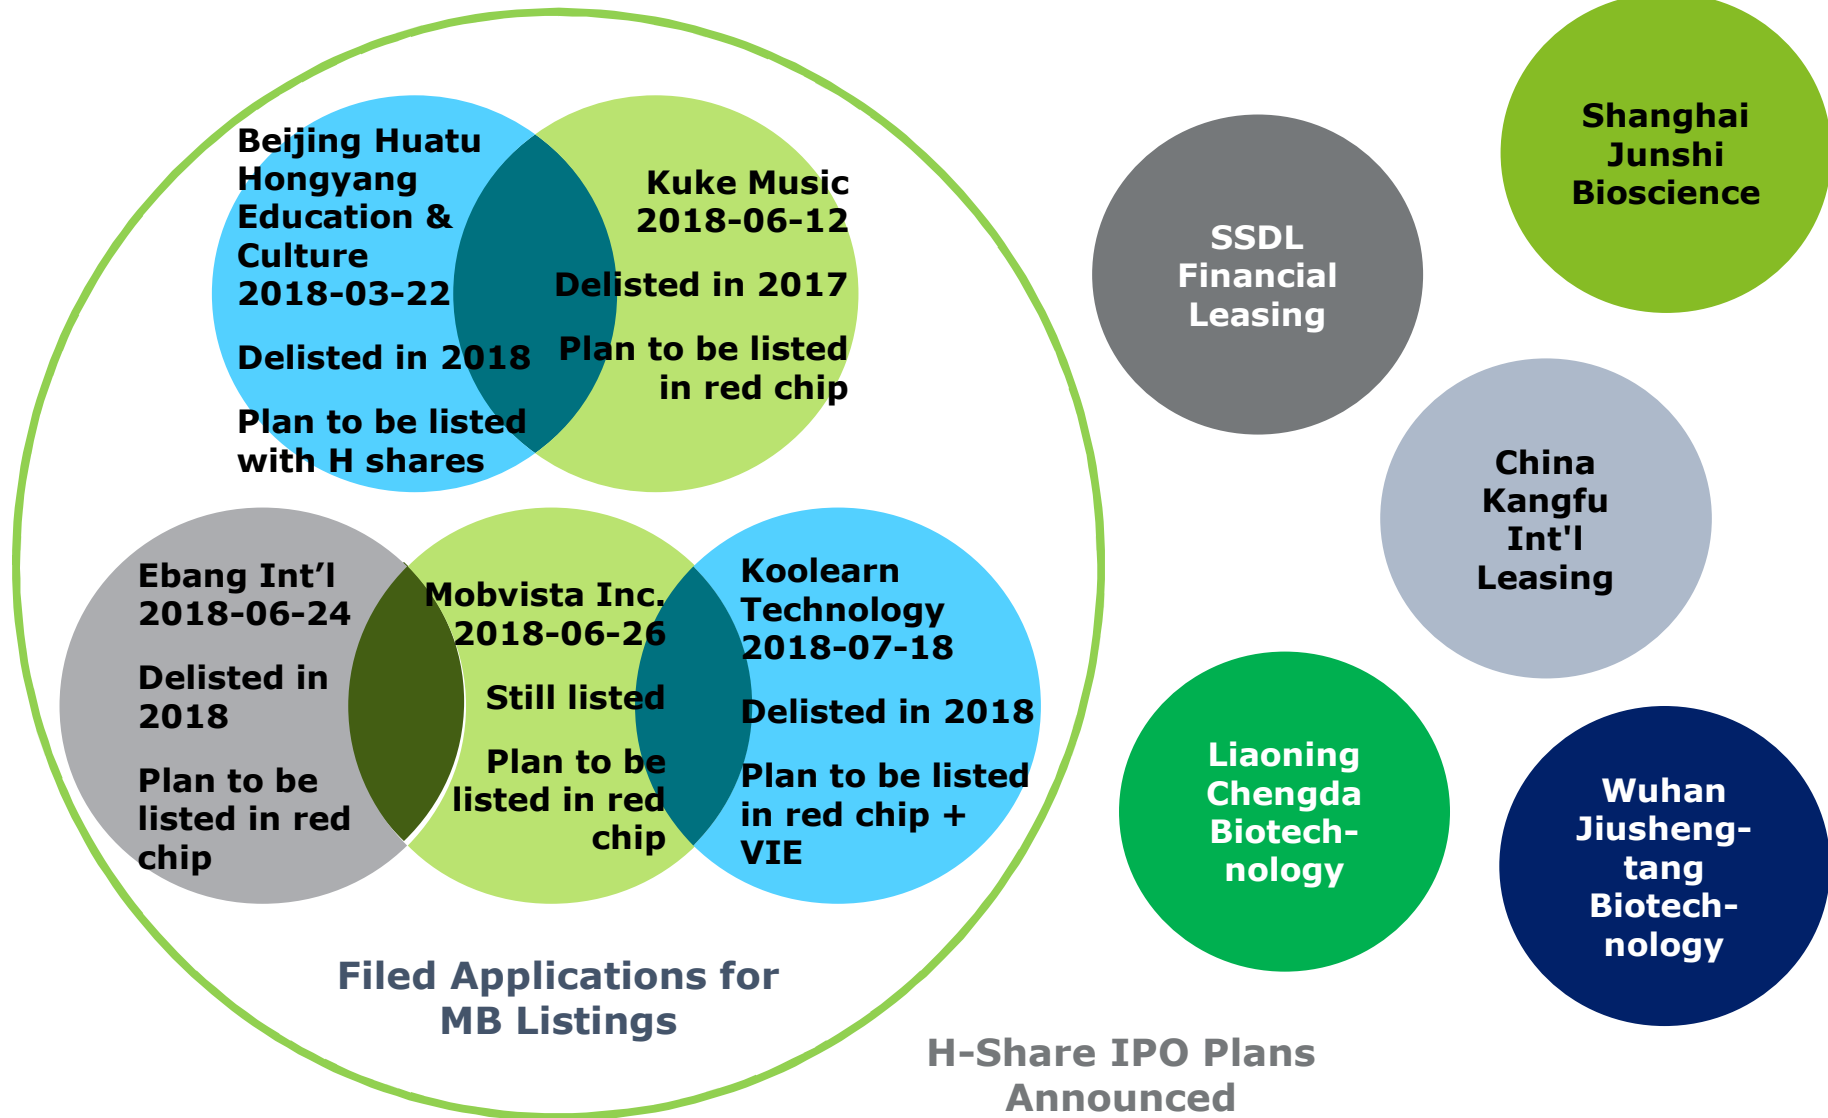 Beijing Huatu
Hongyang
Education &
Culture
2018-03-22
Delisted in 2018
Plan to be listed
with H shares
Kuke Music
2018-06-12
Delisted in 2017
Plan to be listed
in red chip
Ebang Int’l
2018-06-24
Delisted in
2018
Plan to be
listed in red
chip
Mobvista Inc.
2018-06-26
Still listed
Plan to be
listed in red
chip
Koolearn
Technology
2018-07-18
Delisted in 2018
Plan to be listed
in red chip +
VIE
Filed Applications for
MB Listings
SSDL
Financial
Leasing
Shanghai
Junshi
Bioscience
China
Kangfu
Int'l
Leasing
Liaoning
Chengda
Biotech-
nology
Wuhan
Jiusheng-
tang
Biotech-
nology
H-Share IPO Plans
Announced